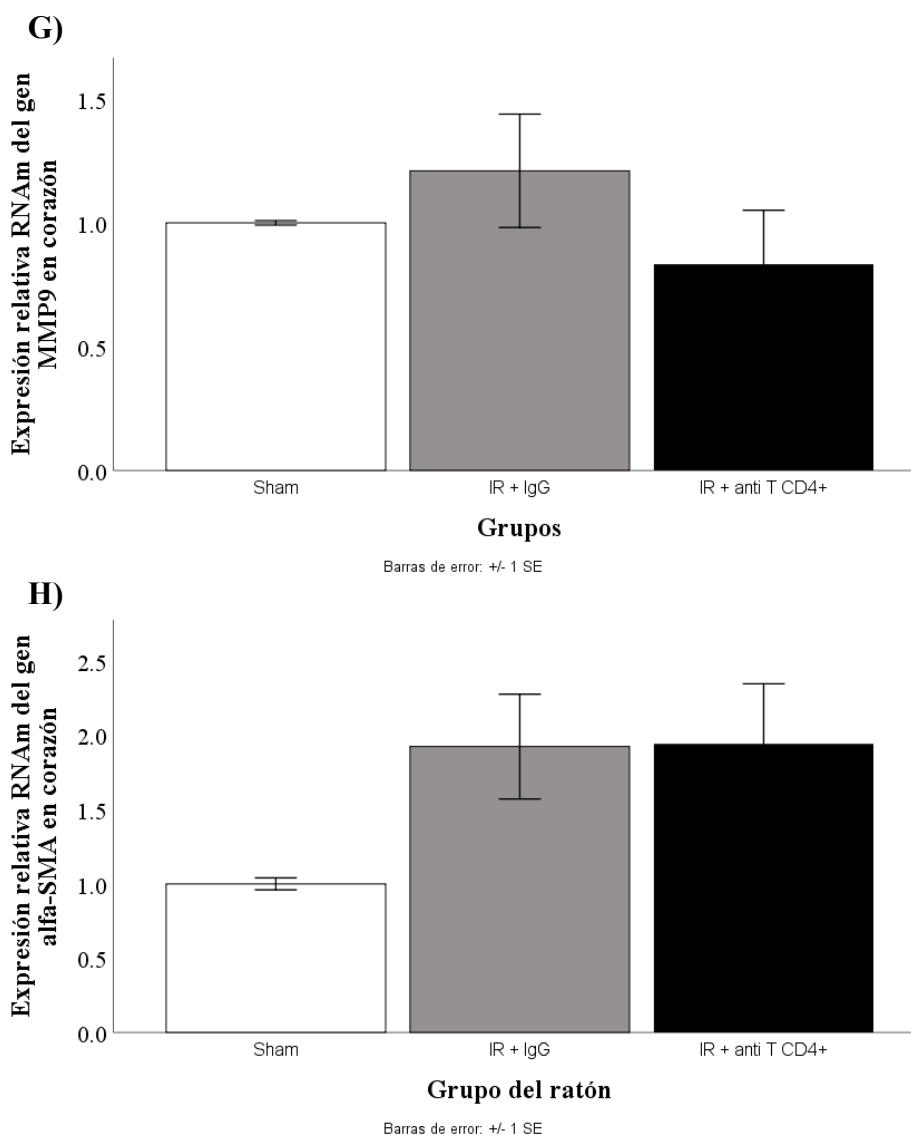 G)
Expresión relativa RNAm del gen
MMP9 en corazón
1.5
1.0
0.5
0.0
Sham
IR + IgG
IR + anti T CD4+
Grupos
Barras de error: +/- 1 SE
H)
Expresión relativa RNAm del gen
alfa-SMA en corazón
2.5
2.0
1.5
1.0
0.5
0.0
Sham
IR + IgG
IR + anti T CD4+
Grupo del ratón
Barras de error: +/- 1 SE